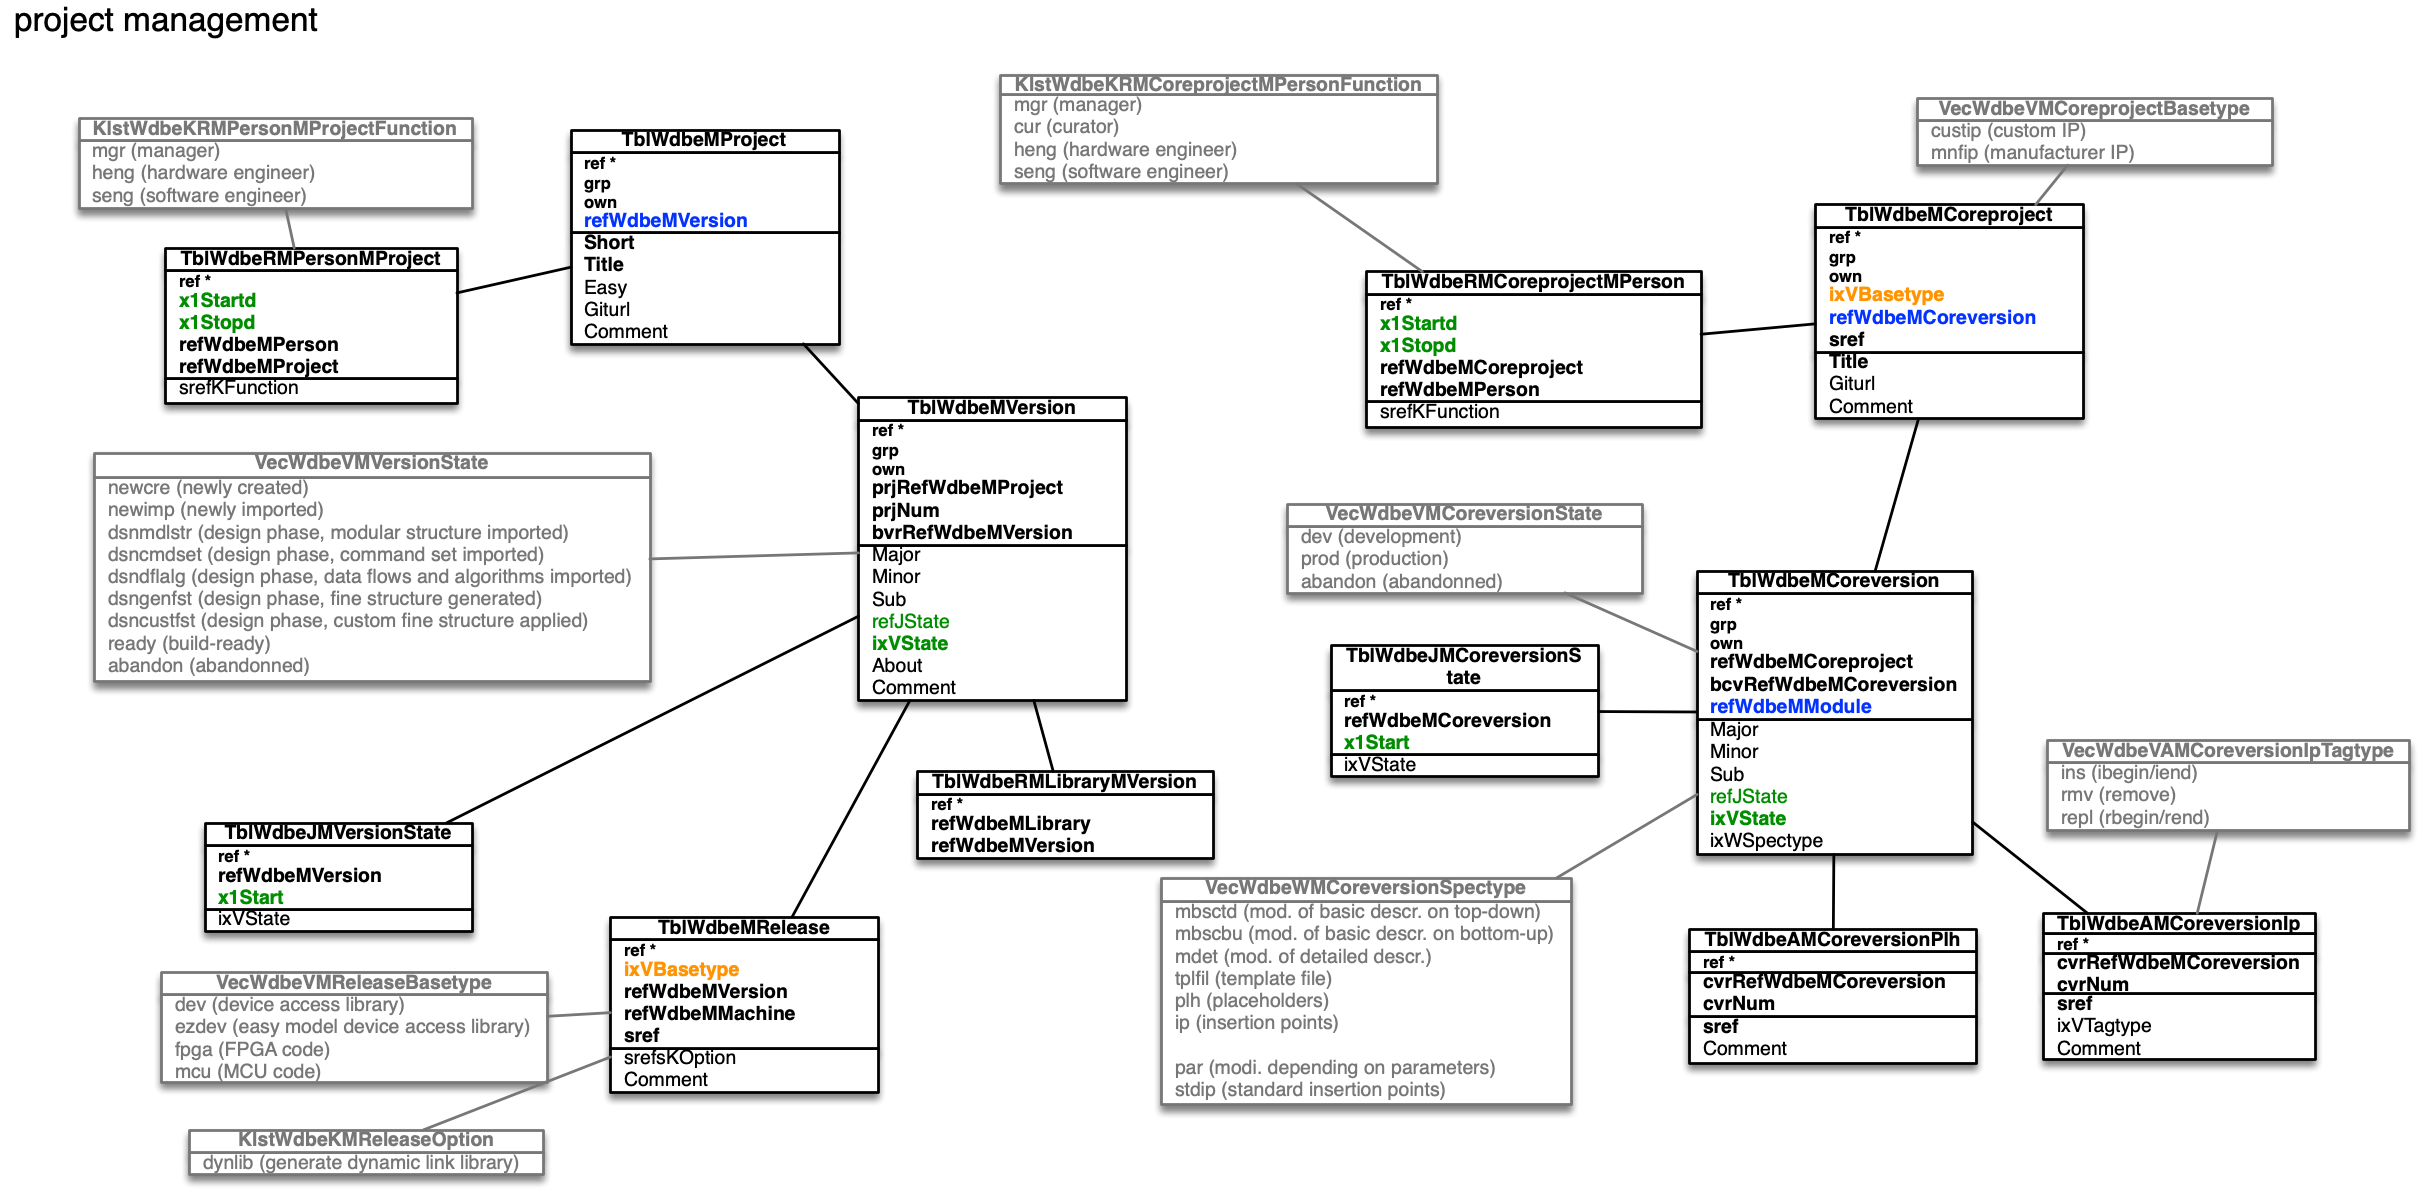 project management
KlstWdbeKRMPersonMProjectFunction
mgr (manager)
heng (hardware engineer)
seng (software engineer)
TblWdbeRMPersonMProject
ref *
x1Startd
x1Stopd
refWdbeMPerson
refWdbeMProject
srefKFunction
TblWdbeMProject
ref *
grp
own
refWdbeMVersion
Short
Title
Easy
Giturl
Comment
VecWdbeVMVersionState
newcre (newly created)
newimp (newly imported)
dsnmdlstr (design phase, modular structure imported)
dsncmdset (design phase, command set imported)
dsndflalg (design phase, data flows and algorithms imported)
dsngenfst (design phase, fine structure generated)
dsncustfst (design phase, custom fine structure applied)
ready (build-ready)
abandon (abandonned)
TblWdbeMVersion
ref *
grp
own
prjRefWdbeMProject
prjNum
bvrRefWdbeMVersion
Major
Minor
Sub
refJState
ixVState
About
Comment
TblWdbeJMVersionState
ref *
refWdbeMVersion
x1Start
ixVState
TblWdbeRMLibraryMVersion
ref *
refWdbeMLibrary
refWdbeMVersion
TblWdbeMRelease
ref *
ixVBasetype
refWdbeMVersion
refWdbeMMachine
sref
srefsKOption
Comment
VecWdbeVMReleaseBasetype
dev (device access library)
ezdev (easy model device access library)
fpga (FPGA code)
mcu (MCU code)
KlstWdbeKMReleaseOption
dynlib (generate dynamic link library)
KlstWdbeKRMCoreprojectMPersonFunction
mgr (manager)
cur (curator)
heng (hardware engineer)
seng (software engineer)
VecWdbeVMCoreprojectBasetype
custip (custom IP)
mnfip (manufacturer IP)
TblWdbeRMCoreprojectMPerson
ref *
x1Startd
x1Stopd
refWdbeMCoreproject
refWdbeMPerson
srefKFunction
TblWdbeMCoreproject
ref *
grp
own
ixVBasetype
refWdbeMCoreversion
sref
Title
Giturl
Comment
VecWdbeVMCoreversionState
dev (development)
prod (production)
abandon (abandonned)
TblWdbeJMCoreversionS
tate
ref *
refWdbeMCoreversion
x1Start
ixVState
TblWdbeMCoreversion
ref *
grp
own
refWdbeMCoreproject
bcvRefWdbeMCoreversion
refWdbeMModule
Major
Minor
Sub
refJState
ixVState
ixWSpectype
VecWdbeVAMCoreversionIpTagtype
ins (ibegin/iend)
rmv (remove)
repl (rbegin/rend)
VecWdbeWMCoreversionSpectype
mbsctd (mod. of basic descr. on top-down)
mbscbu (mod. of basic descr. on bottom-up)
mdet (mod. of detailed descr.)
tplfil (template file)
plh (placeholders)
ip (insertion points)
par (modi. depending on parameters)
stdip (standard insertion points)
TblWdbeAMCoreversionPlh
ref *
cvrRefWdbeMCoreversion
cvrNum
sref
Comment
TblWdbeAMCoreversionIp
ref *
cvrRefWdbeMCoreversion
cvrNum
sref
ixVTagtype
Comment